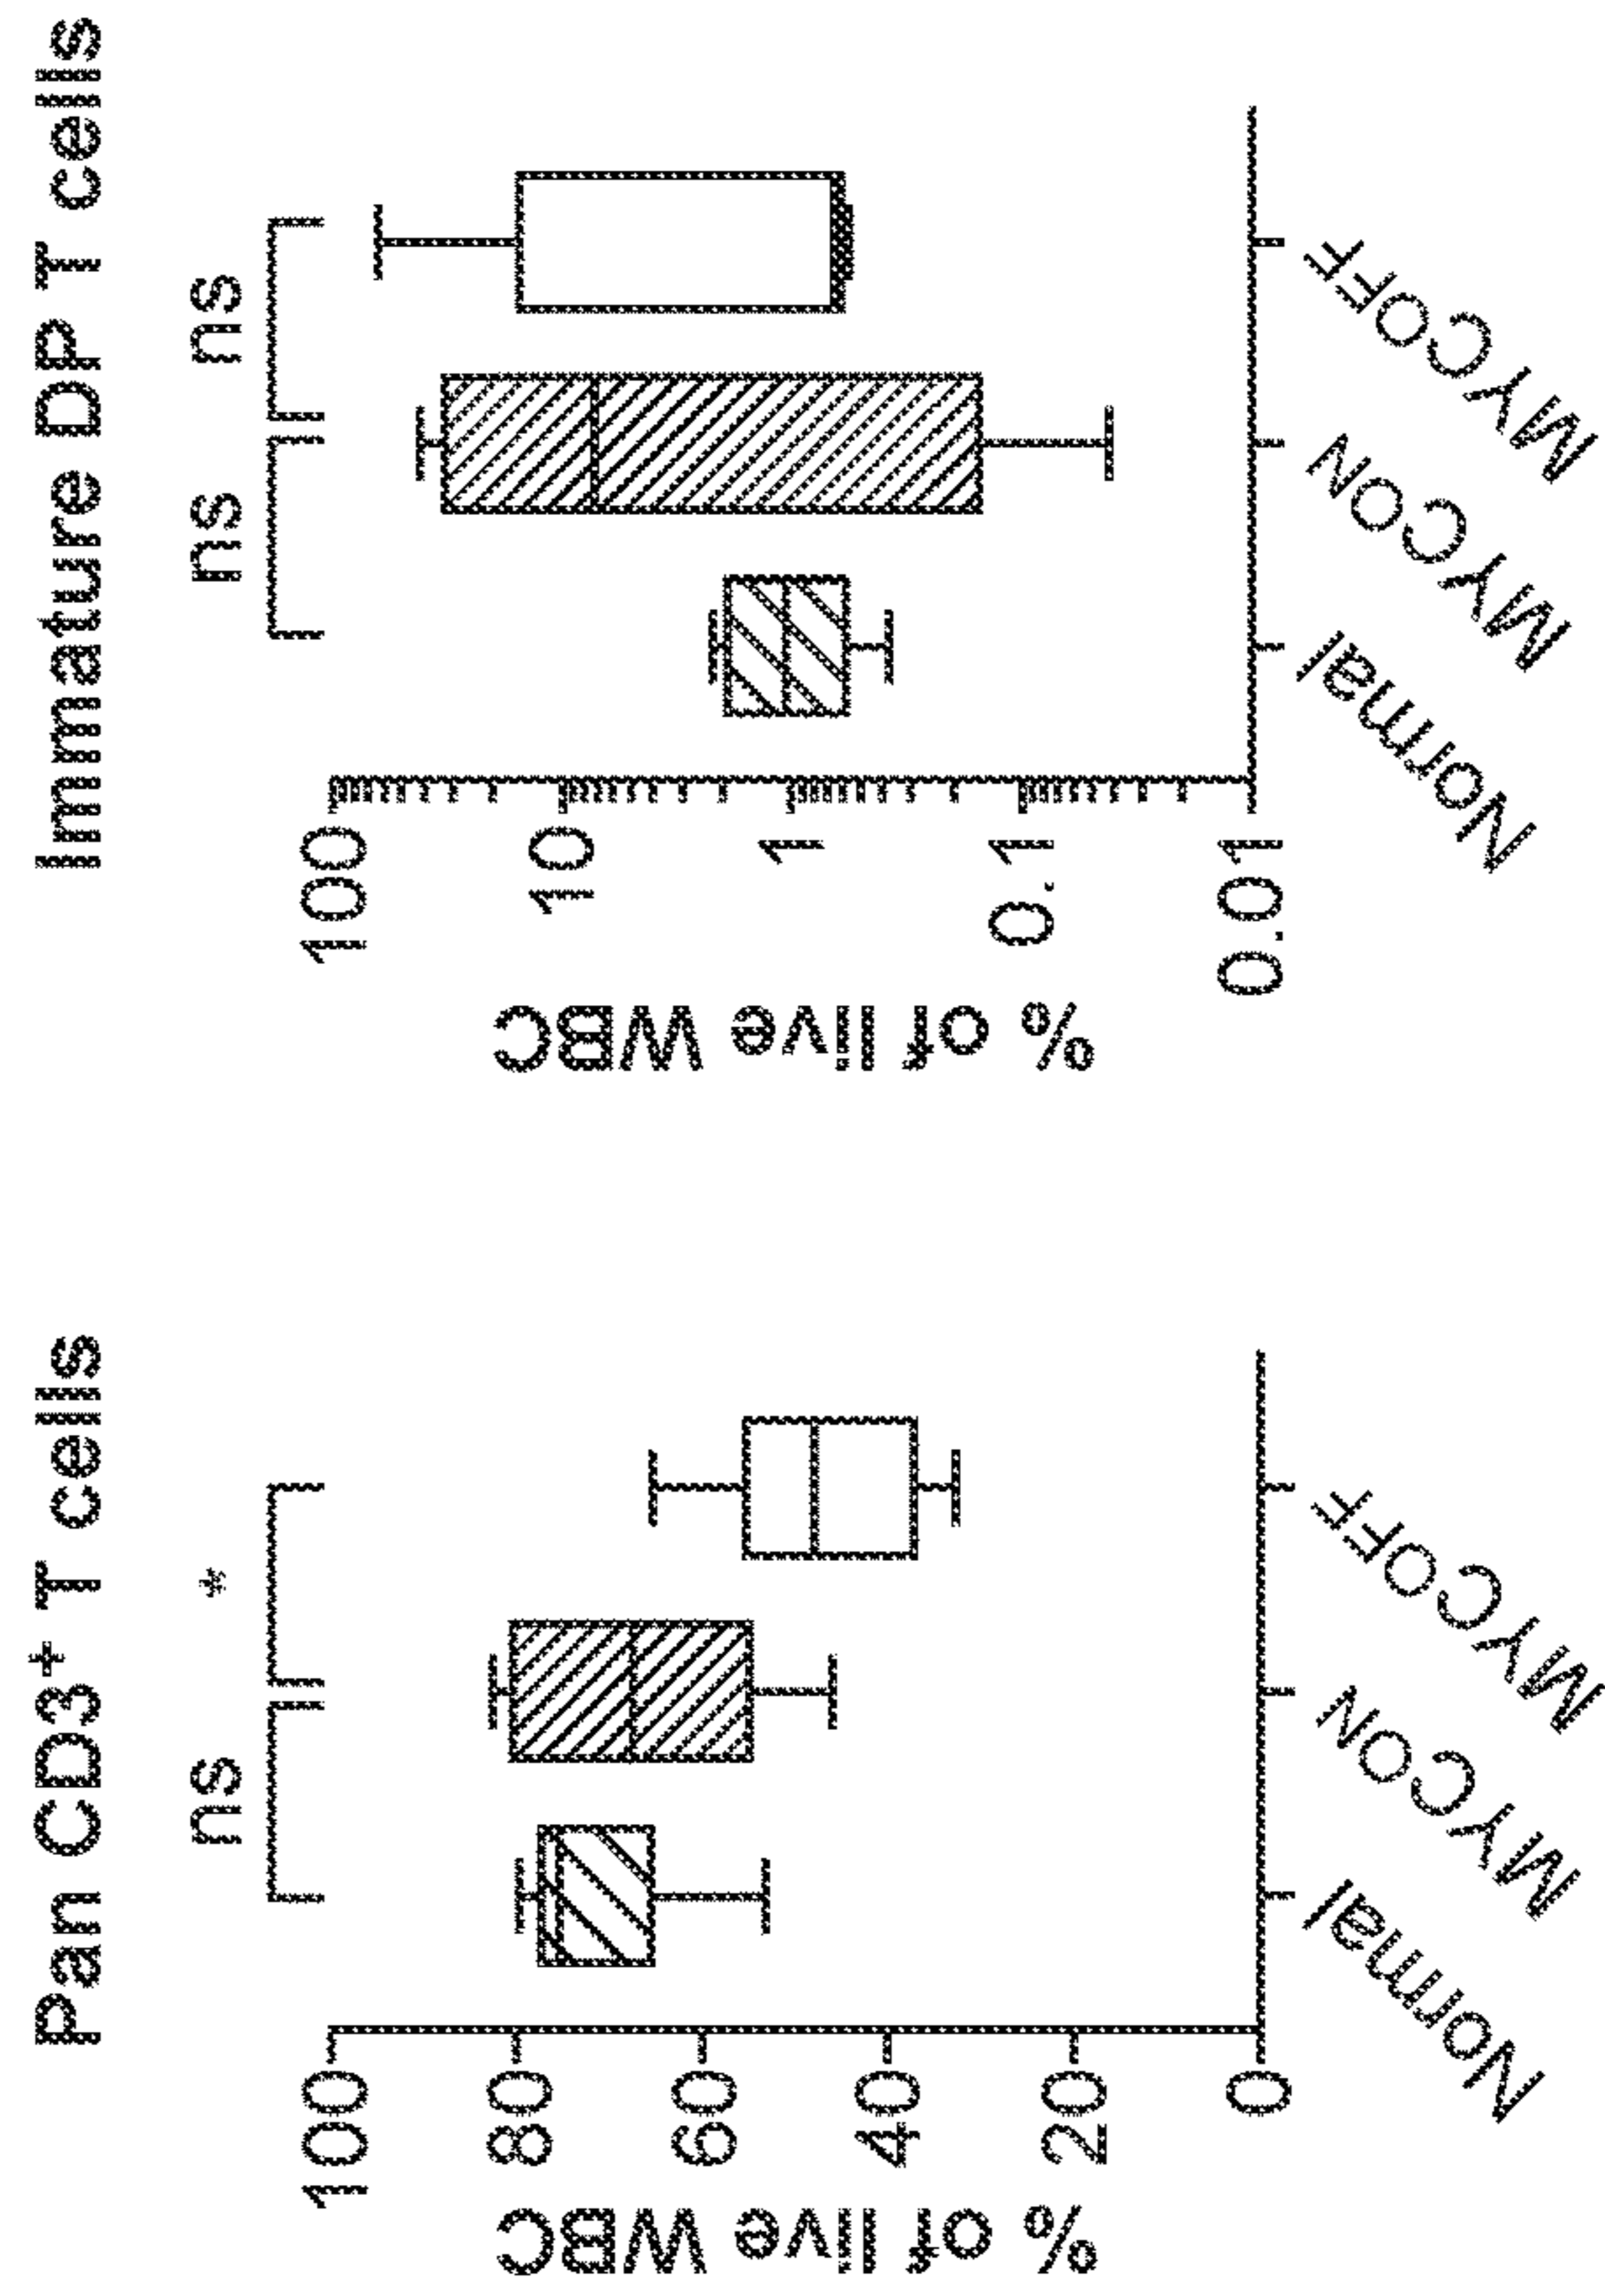 Pan CD3+ T cells
ns
*
% of live WBC
100
80
60
40
20
0
Normal
MYCON
MYCOFF
Immature DP T cells
ns
ns
% of live WBC
100
10
1
0.1
0.01
Normal
MYCON
MYCOFF